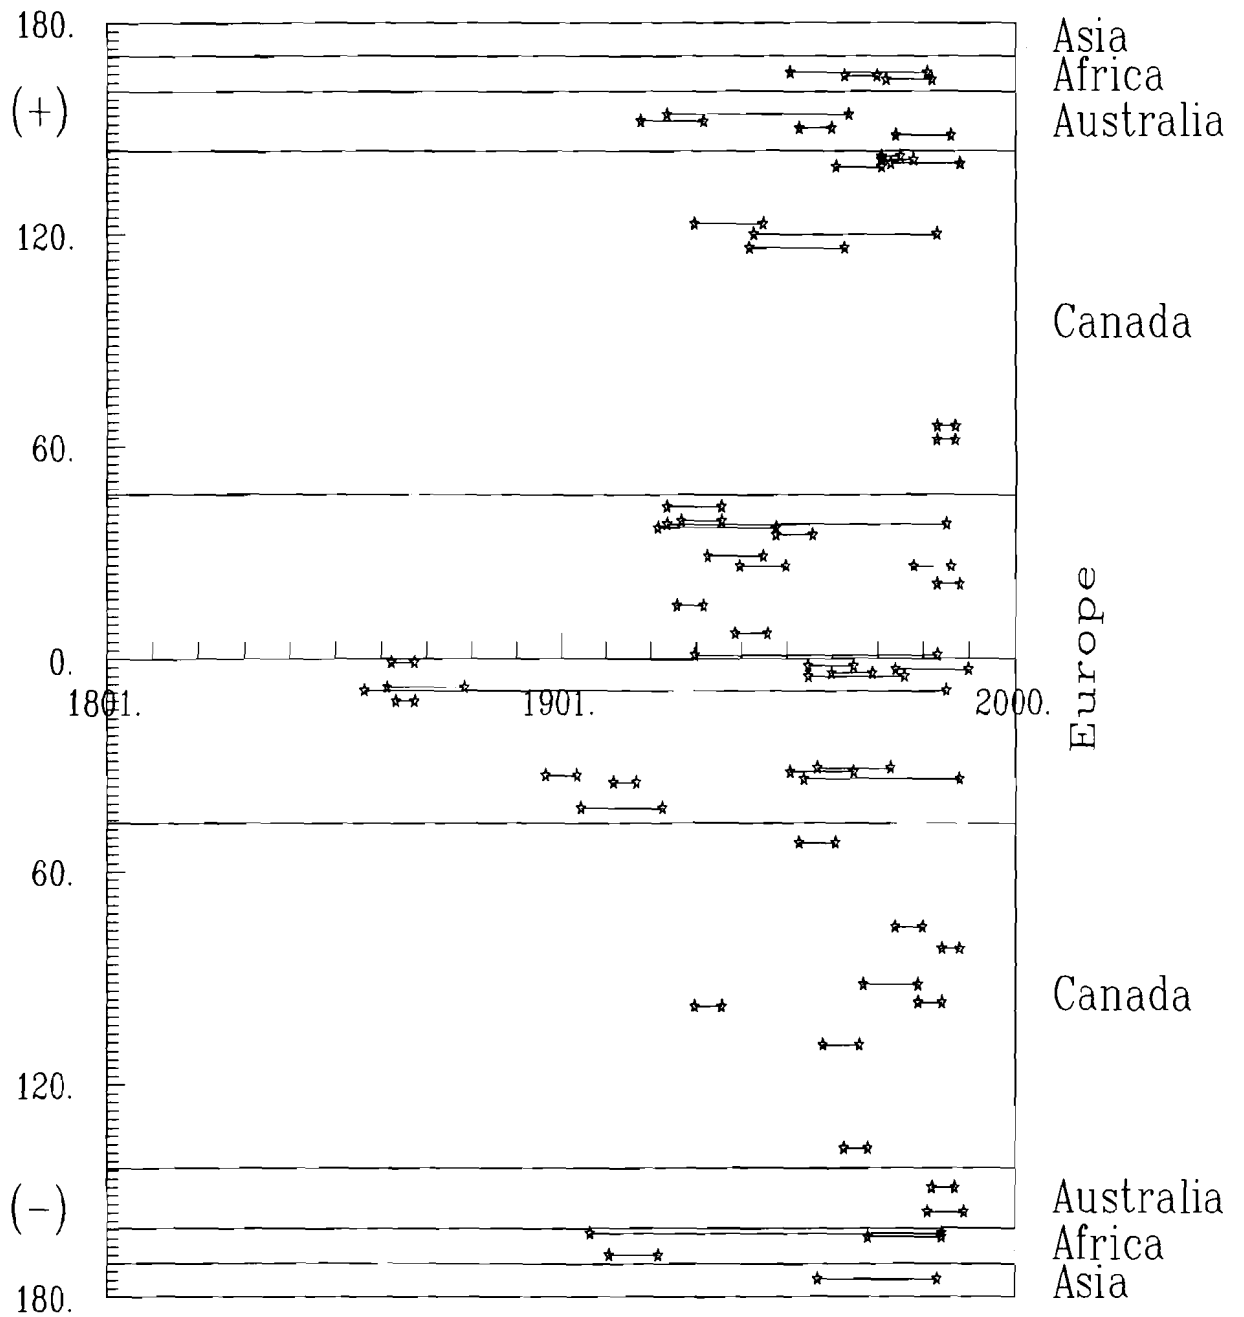 180.
Asia
Africa
(+)
Australia
120.
Canada
60.
Europe
0.
1801.
1901.
2000.
60.
Canada
120.
(-)
Australia
Africa
Asia
180.